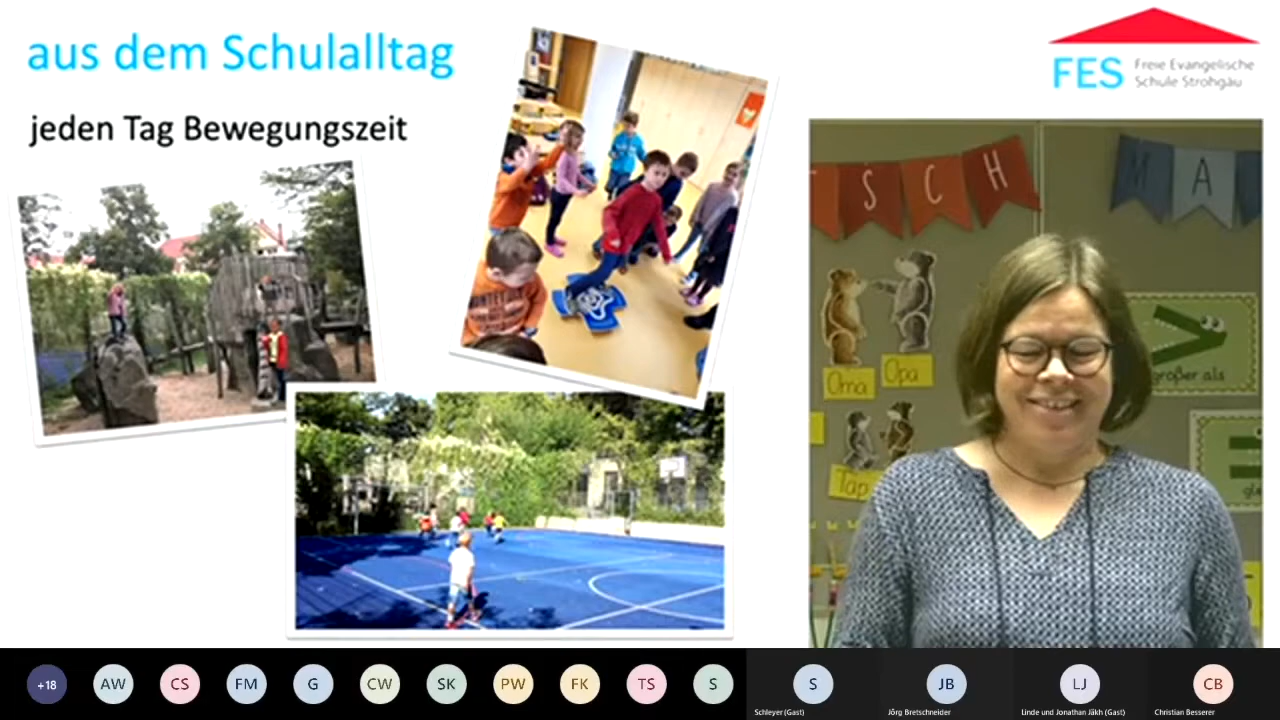 aus dem Schulalltag
jeden Tag Bewegungszeit
FES Freie Evangelische
Schule Strohgäu
S C H
M A
Oma Opa
größer als
Tap
+18 AW CS FM G CW SK PW FK TS S S JB LJ CB
Schleyer (Gast) Jörg Bretschneider Linde und Jonathan Jäkh (Gast) Christian Besserer